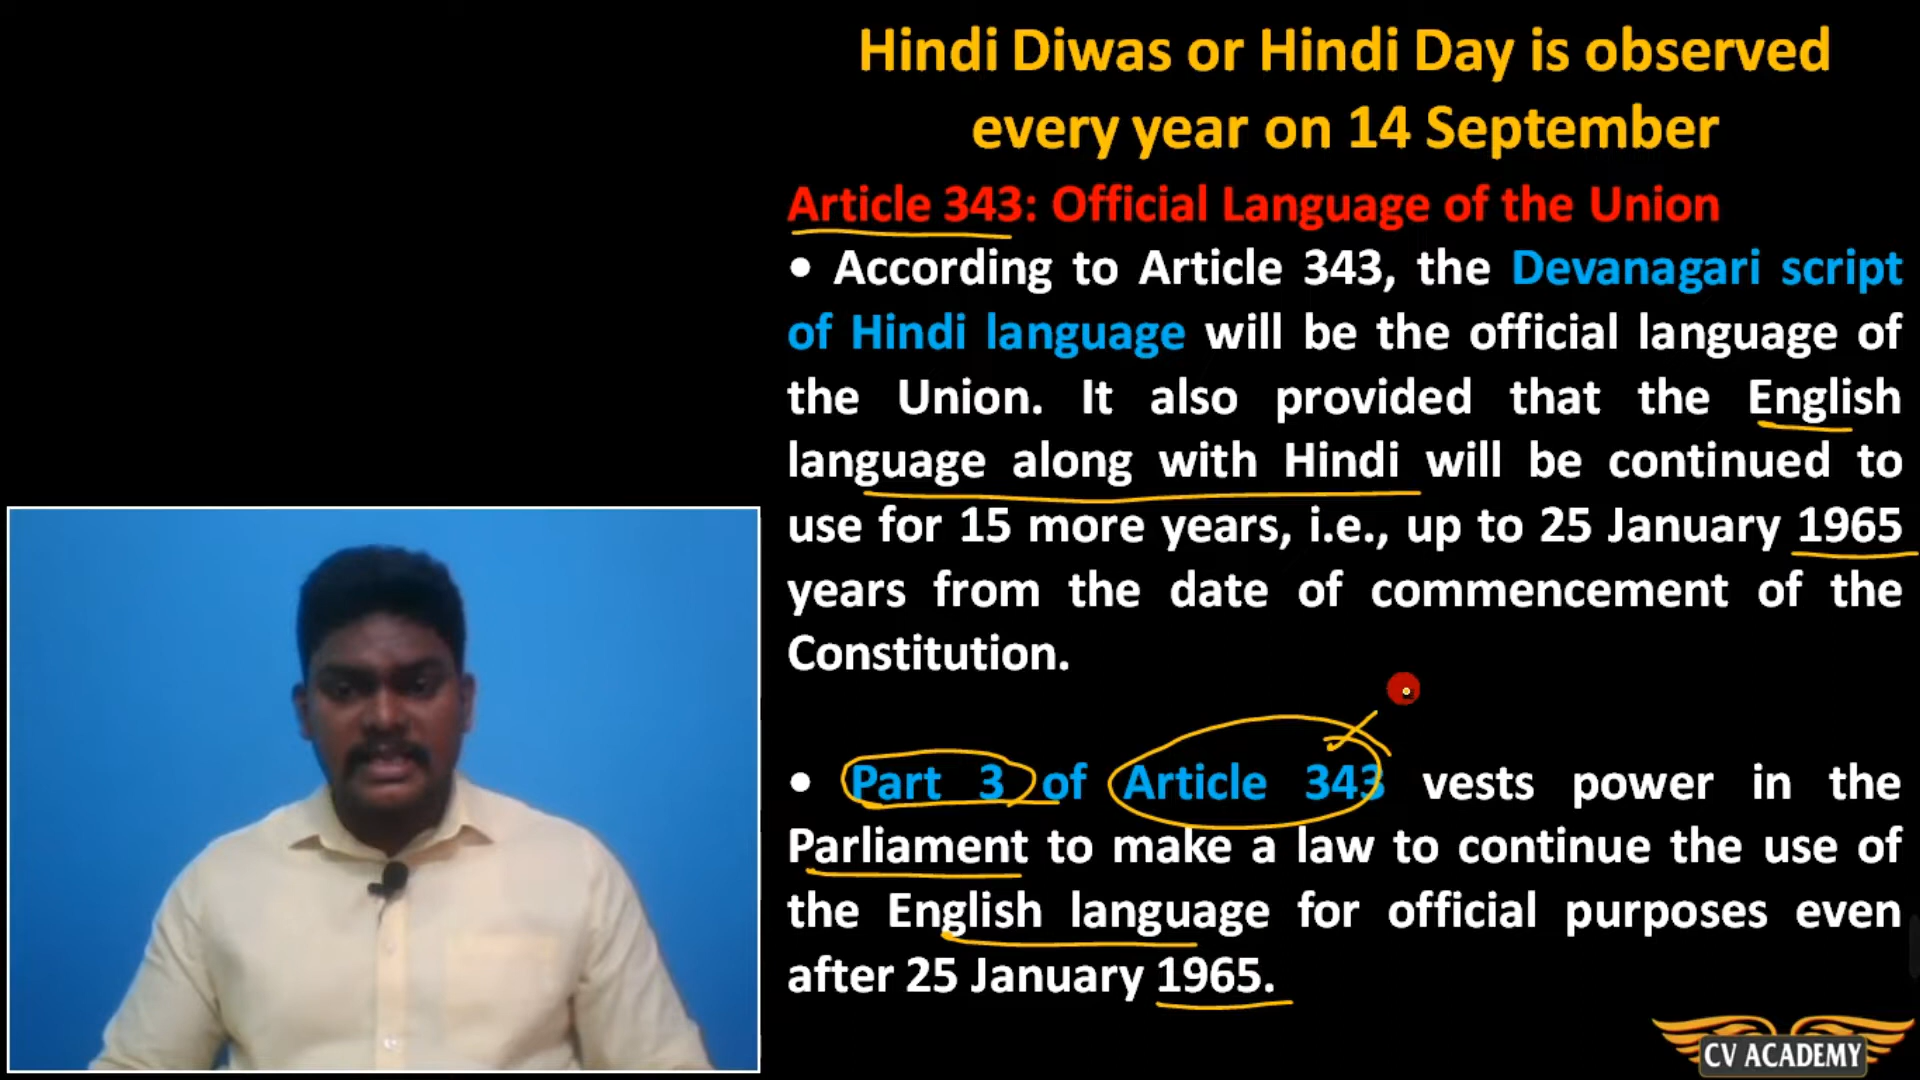 Hindi Diwas or Hindi Day is observed
every year on 14 September
Article 343: Official Language of the Union
• According to Article 343, the Devanagari script
of Hindi language will be the official language of
the Union. It also provided that the English
language along with Hindi will be continued to
use for 15 more years, i.e., up to 25 January 1965
years from the date of commencement of the
Constitution.
• Part 3 of Article 343 vests power in the
Parliament to make a law to continue the use of
the English language for official purposes even
after 25 January 1965.
CV ACADEMY